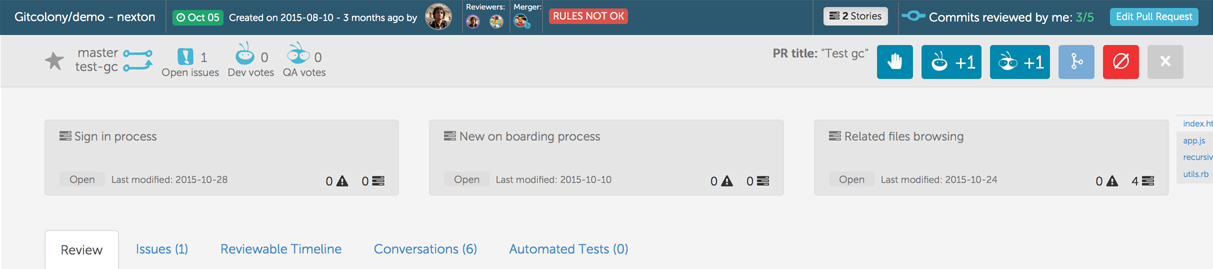 Gitcolony/demo - nexton Oct 05 Created on 2015-08-10 - 3 months ago by Reviewers: Merger: RULES NOT OK 2 Stories Commits reviewed by me: 3/5 Edit Pull Request
master
test-gc
1
Open issues
0
Dev votes
0
QA votes
PR title: "Test gc"
+1
+1
Sign in process
Open Last modified: 2015-10-28 0 0
New on boarding process
Open Last modified: 2015-10-10 0 0
Related files browsing
Open Last modified: 2015-10-24 0 4
index.ht
app.js
recursiv
utils.rb
Review Issues (1) Reviewable Timeline Conversations (6) Automated Tests (0)